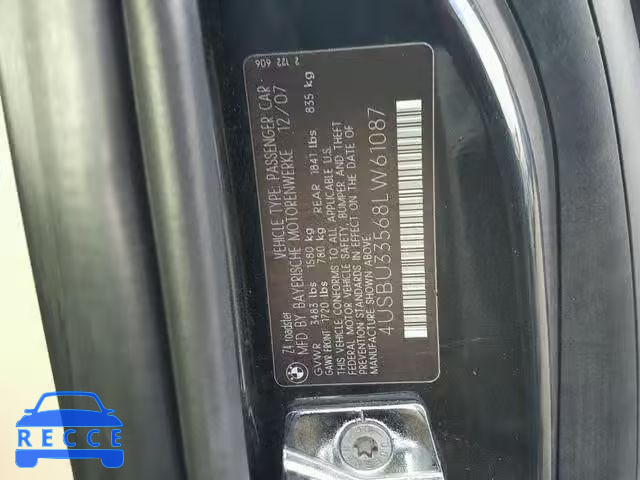 2 122 606
Z4 roadster VEHICLE TYPE: PASSENGER CAR
MFD BY BAYERISCHE MOTORENWERKE 12/07
GVWR 3483 lbs 1580 kg REAR 1841 lbs 835 kg
GAWR FRONT 1720 lbs 780 kg
THIS VEHICLE CONFORMS TO ALL APPLICABLE U.S.
FEDERAL MOTOR VEHICLE SAFETY, BUMPER AND THEFT
PREVENTION STANDARDS IN EFFECT ON THE DATE OF
MANUFACTURE SHOWN ABOVE.
4USBU33568LW61087
BMW
RECCE